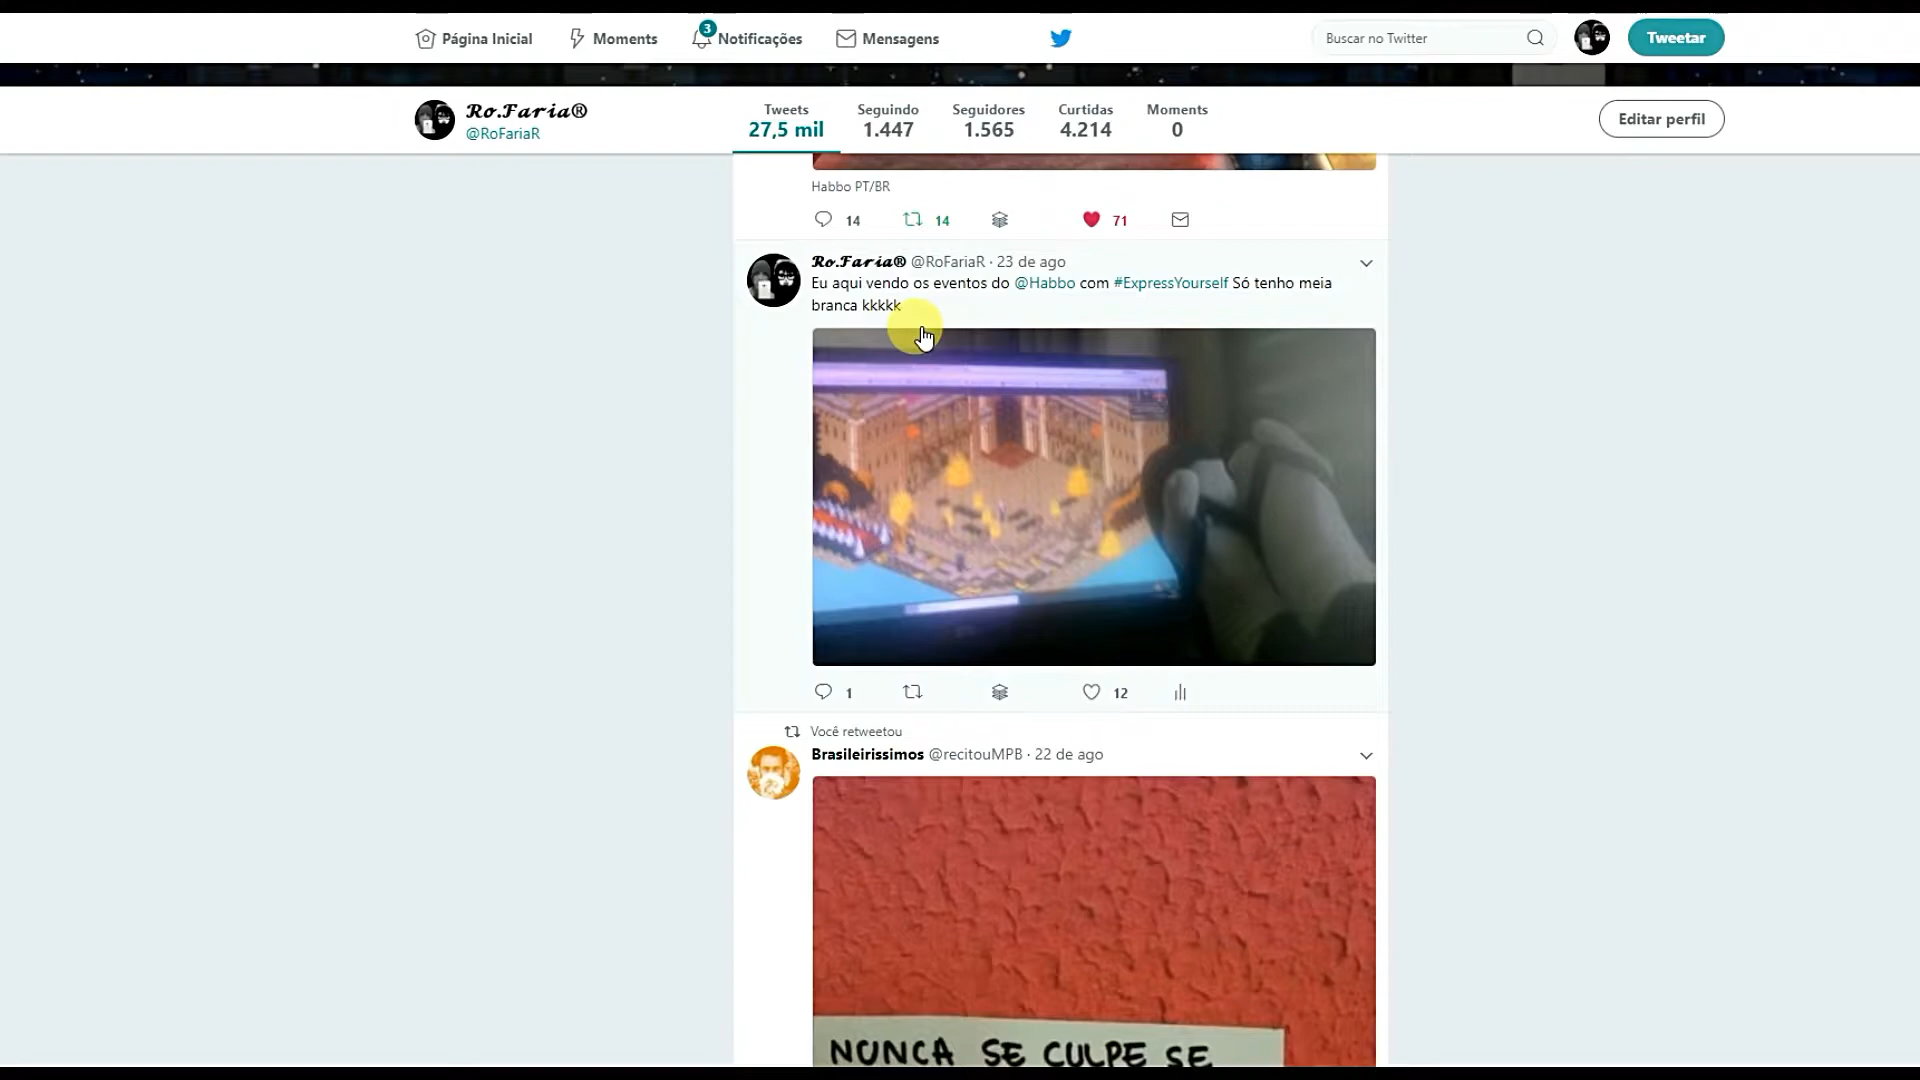 Página Inicial
Moments
3
Notificações
Mensagens
Buscar no Twitter
Tweetar
Ro.Faria®
@RoFariaR
Tweets
27,5 mil
Seguindo
1.447
Seguidores
1.565
Curtidas
4.214
Moments
0
Editar perfil
Habbo PT/BR
14
14
71
Ro.Faria® @RoFariaR · 23 de ago
Eu aqui vendo os eventos do @Habbo com #ExpressYourself Só tenho meia
branca kkkkk
1
12
Você retweetou
Brasileirissimos @recitouMPB · 22 de ago
NUNCA SE CULPE SE